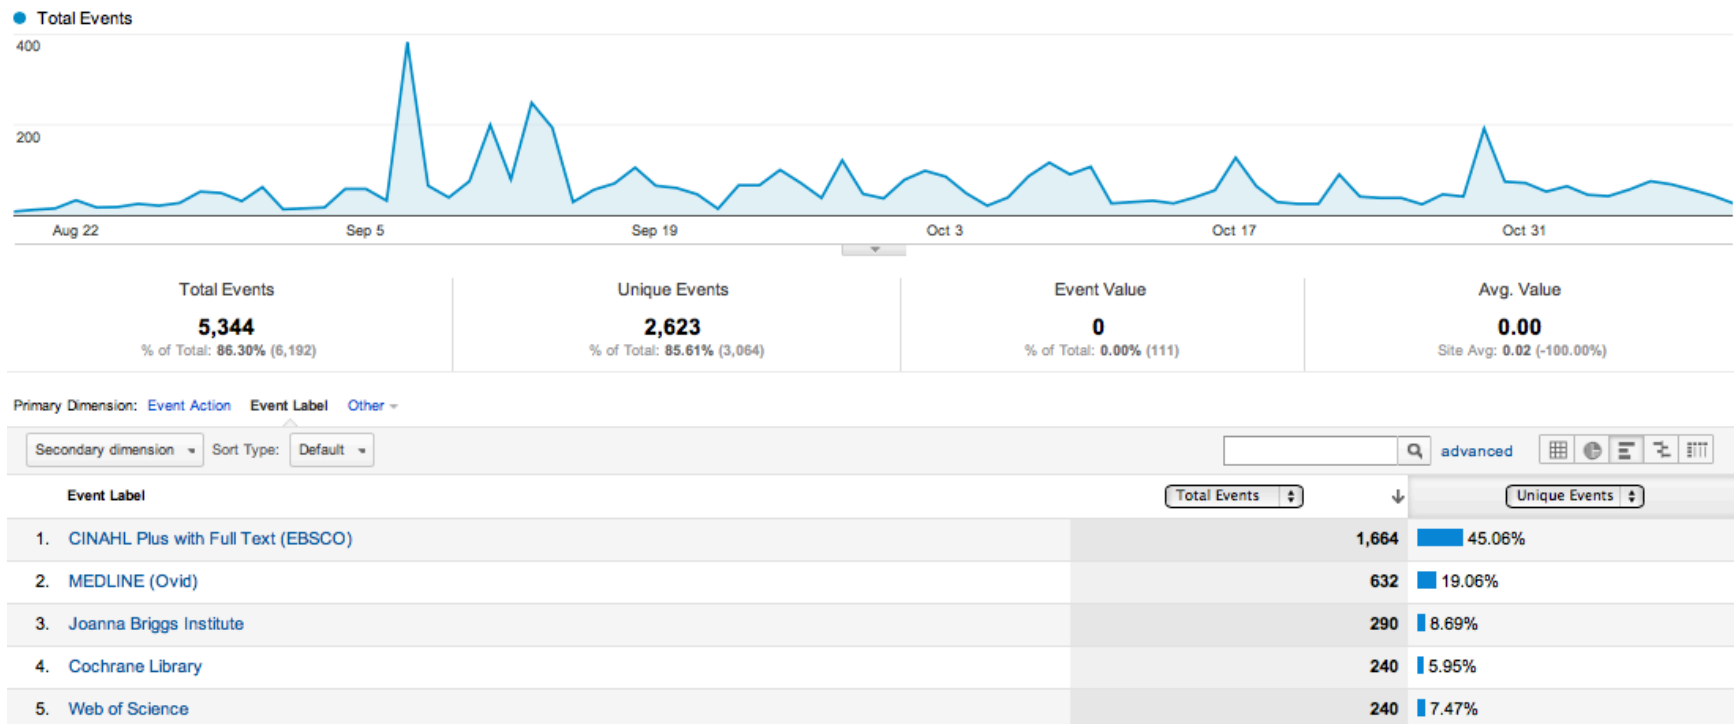 Total Events
400
200
Aug 22 Sep 5 Sep 19 Oct 3 Oct 17 Oct 31
Total Events Unique Events Event Value Avg. Value
5,344 2,623 0 0.00
% of Total: 86.30% (6,192) % of Total: 85.61% (3,064) % of Total: 0.00% (111) Site Avg: 0.02 (-100.00%)
Primary Dimension: Event Action Event Label Other
Secondary dimension Sort Type: Default advanced
Event Label Total Events Unique Events
1. CINAHL Plus with Full Text (EBSCO) 1,664 45.06%
2. MEDLINE (Ovid) 632 19.06%
3. Joanna Briggs Institute 290 8.69%
4. Cochrane Library 240 5.95%
5. Web of Science 240 7.47%